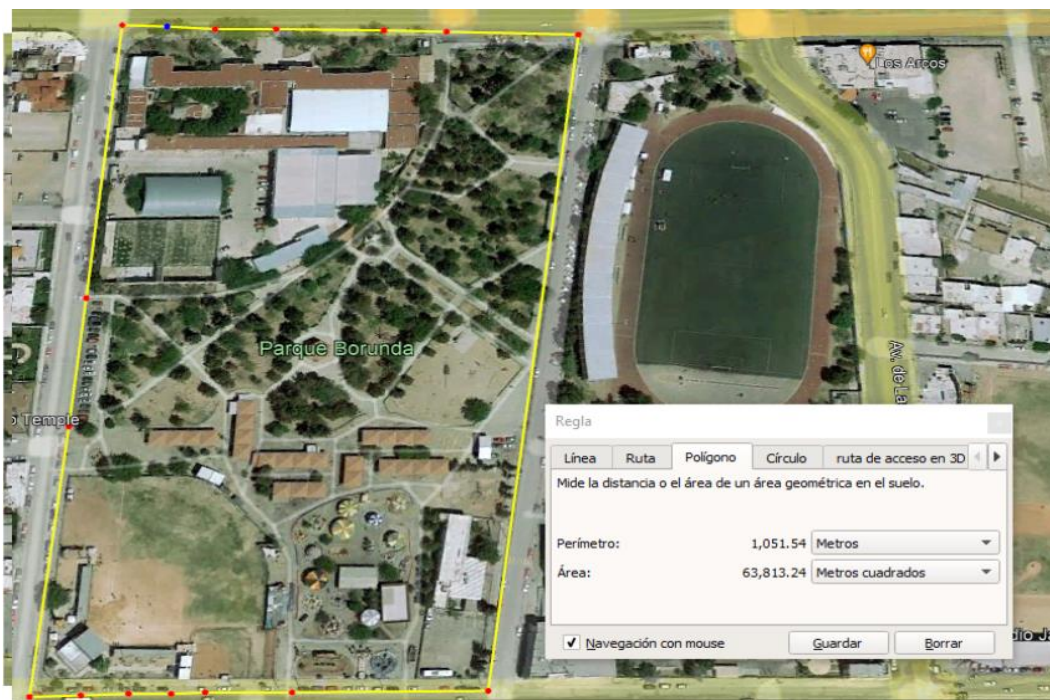 Los Arcos
Parque Borunda
Av. de La
o Temple
Regla
Línea
Ruta
Polígono
Círculo
ruta de acceso en 3D
Mide la distancia o el área de un área geométrica en el suelo.
Perímetro:
1,051.54
Metros
Área:
63,813.24
Metros cuadrados
Navegación con mouse
Guardar
Borrar
dio Ja